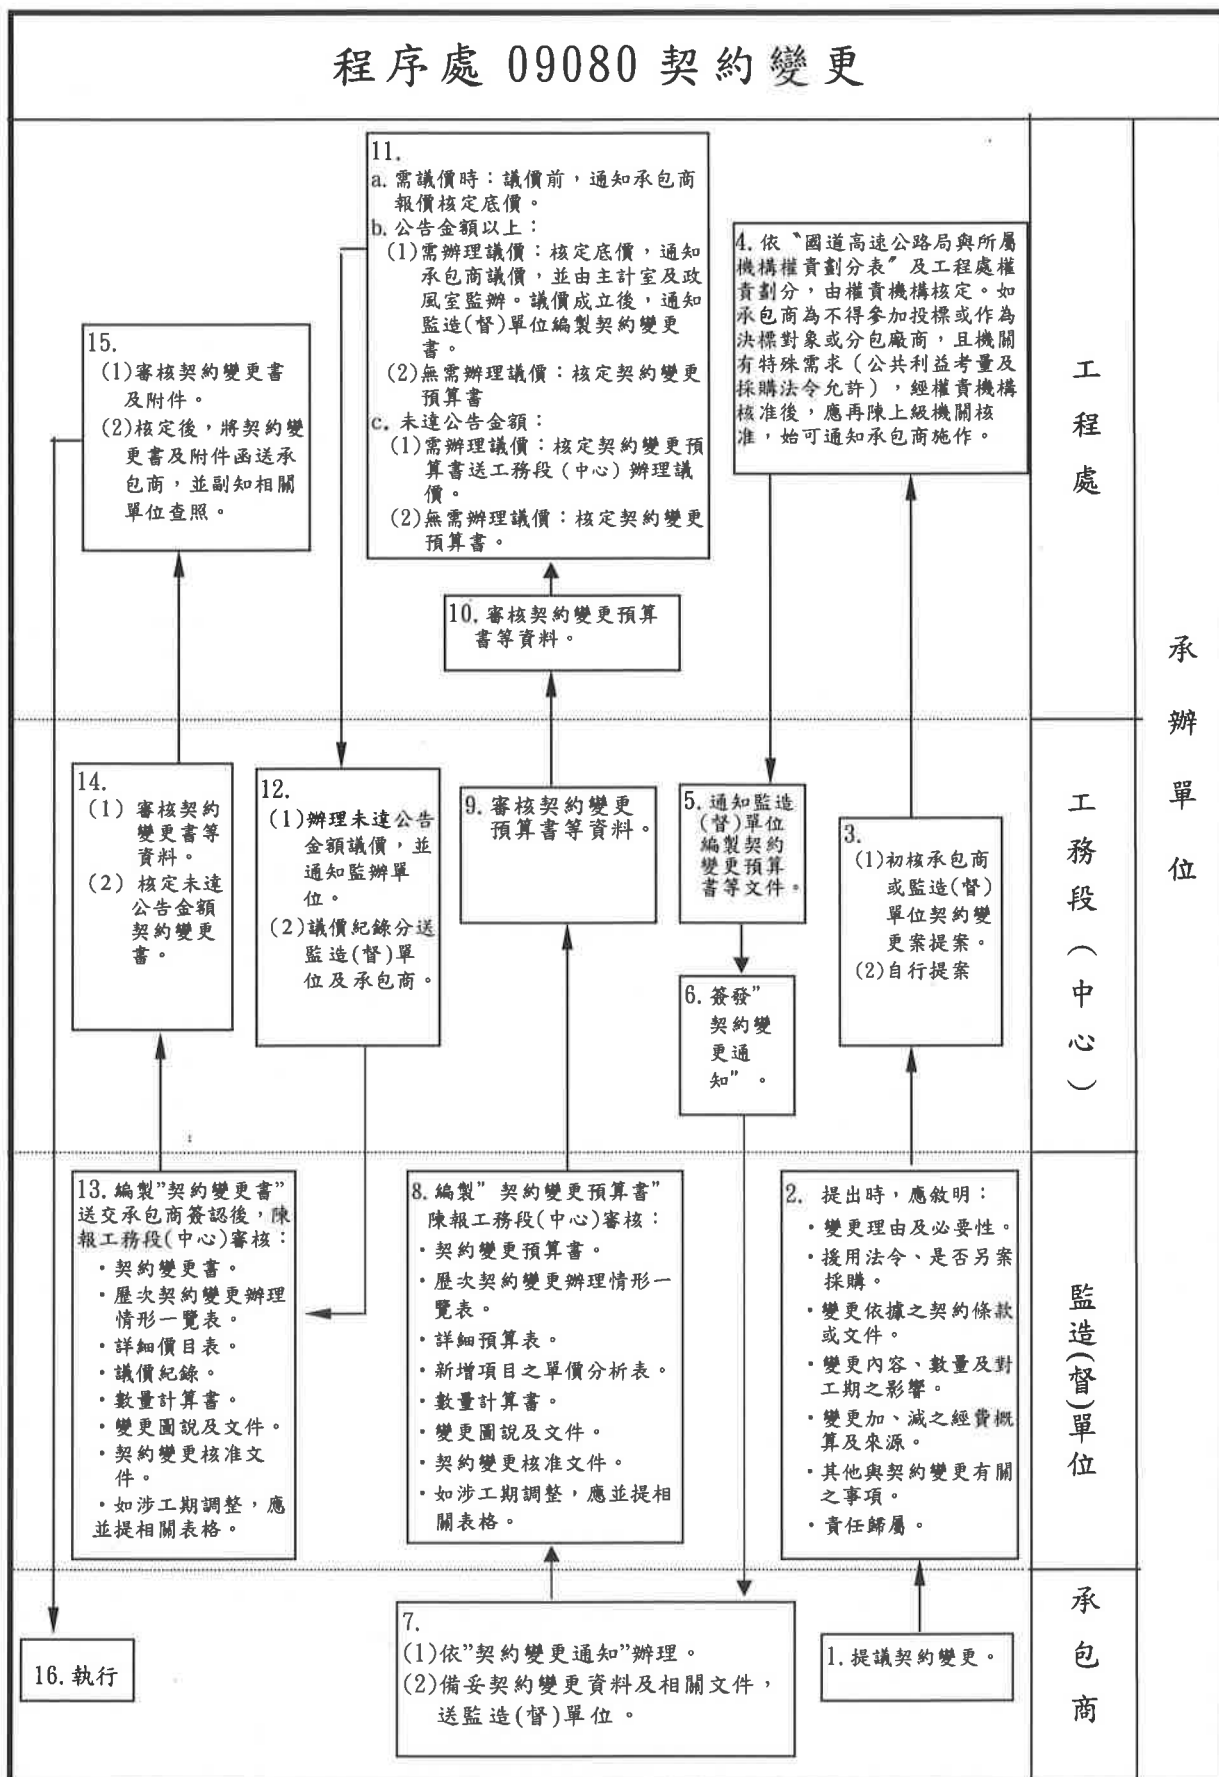 程序處 09080 契約變更
11.
a. 需議價時：議價前，通知承包商
報價核定底價。
b. 公告金額以上：
(1)需辦理議價：核定底價，通知
承包商議價，並由主計室及政
風室監辦。議價成立後，通知
監造(督)單位編製契約變更
書。
(2)無需辦理議價：核定契約變更
預算書
c. 未達公告金額：
(1)需辦理議價：核定契約變更預
算書送工務段(中心)辦理議
價。
(2)無需辦理議價：核定契約變更
預算書。
4. 依〝國道高速公路局與所屬
機構權責劃分表〞及工程處權
責劃分，由權責機構核定。如
承包商為不得參加投標或作為
決標對象或分包廠商，且機關
有特殊需求(公共利益考量及
採購法令允許)，經權責機構
核准後，應再陳上級機關核
准，始可通知承包商施作。
15.
(1)審核契約變更書
及附件。
(2)核定後，將契約變
更書及附件函送承
包商，並副知相關
單位查照。
10. 審核契約變更預算
書等資料。
工程處
承辦單位
14.
(1) 審核契約
變更書等
資料。
(2) 核定未達
公告金額
契約變更
書。
12.
(1)辦理未達公告
金額議價，並
通知監辦單
位。
(2)議價紀錄分送
監造(督)單
位及承包商。
9. 審核契約變更
預算書等資料。
5. 通知監造
(督)單位
編製契約
變更預算
書等文件。
3.
(1)初核承包商
或監造(督)
單位契約變
更案提案。
(2)自行提案
6. 簽發”
契約變
更通
知”。
工務段(中心)
13. 編製”契約變更書”
送交承包商簽認後，陳
報工務段(中心)審核：
・契約變更書。
・歷次契約變更辦理
情形一覽表。
・詳細價目表。
・議價紀錄。
・數量計算書。
・變更圖說及文件。
・契約變更核准文
件。
・如涉工期調整，應
並提相關表格。
8. 編製” 契約變更預算書”
陳報工務段(中心)審核：
・契約變更預算書。
・歷次契約變更辦理情形一
覽表。
・詳細預算表。
・新增項目之單價分析表。
・數量計算書。
・變更圖說及文件。
・契約變更核准文件。
・如涉工期調整，應並提相
關表格。
2. 提出時，應敘明：
・變更理由及必要性。
・援用法令、是否另案
採購。
・變更依據之契約條款
或文件。
・變更內容、數量及對
工期之影響。
・變更加、減之經費概
算及來源。
・其他與契約變更有關
之事項。
・責任歸屬。
監造(督)單位
16. 執行
7.
(1)依”契約變更通知”辦理。
(2)備妥契約變更資料及相關文件，
送監造(督)單位。
1. 提議契約變更。
承包商